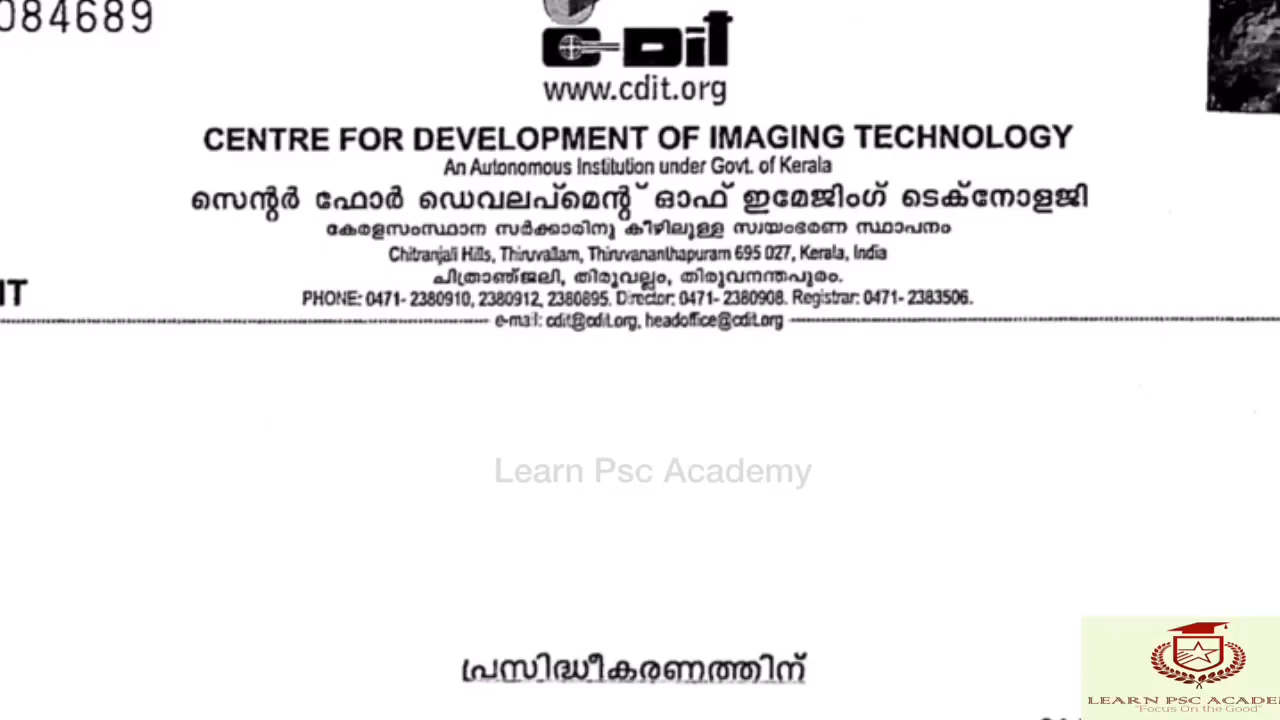 084689
C-DIT
www.cdit.org
CENTRE FOR DEVELOPMENT OF IMAGING TECHNOLOGY
An Autonomous Institution under Govt. of Kerala
സെന്റർ ഫോർ ഡെവലപ്മെന്റ് ഓഫ് ഇമേജിംഗ് ടെക്നോളജി
കേരളസംസ്ഥാന സർക്കാരിനു കീഴിലുള്ള സ്വയംഭരണ സ്ഥാപനം
Chitranjali Hills, Thiruvallam, Thiruvananthapuram 695 027, Kerala, India
ചിത്രാഞ്ജലി, തിരുവല്ലം, തിരുവനന്തപുരം.
IT
PHONE: 0471- 2380910, 2380912, 2380895. Director: 0471- 2380908. Registrar: 0471- 2383506.
e-mail: cdit@cdit.org, headoffice@cdit.org
Learn Psc Academy
പ്രസിദ്ധീകരണത്തിന്
LEARN PSC ACADE
"Focus On the Good"